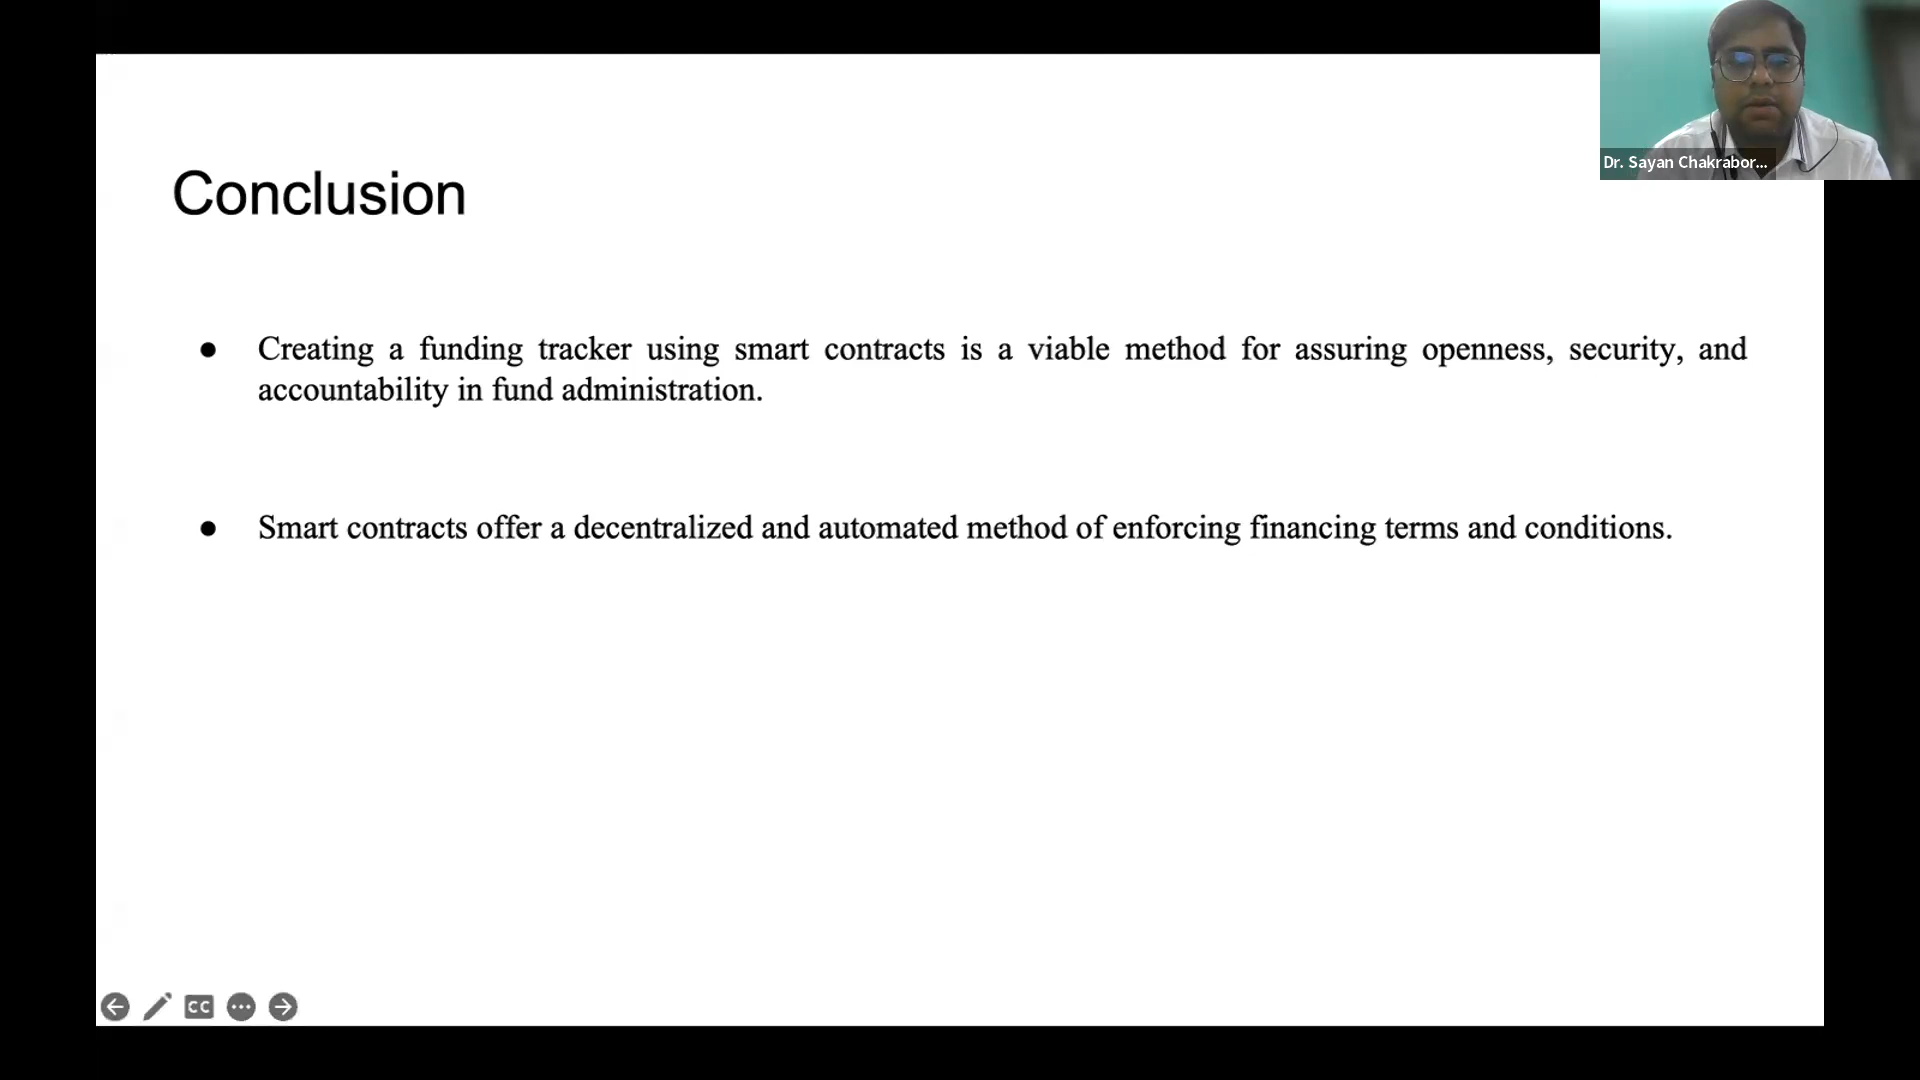 Dr. Sayan Chakrabor...
Conclusion
● Creating a funding tracker using smart contracts is a viable method for assuring openness, security, and
accountability in fund administration.
● Smart contracts offer a decentralized and automated method of enforcing financing terms and conditions.
CC